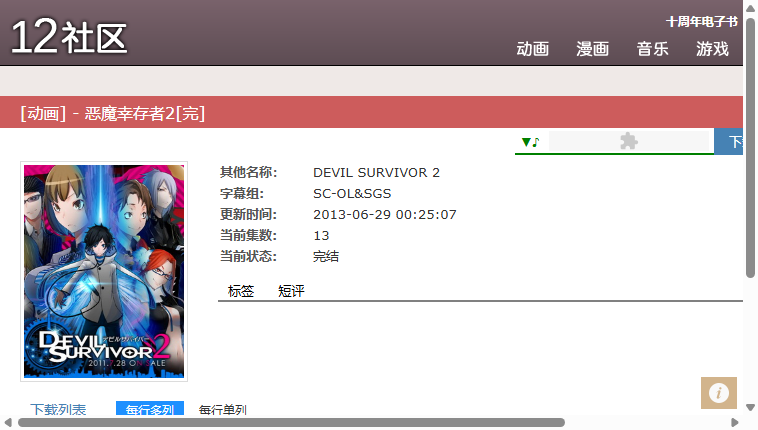 12社区
十周年电子书
动画 漫画 音乐 游戏
[动画] - 恶魔幸存者2[完]
▼♪
其他名称: DEVIL SURVIVOR 2
字幕组: SC-OL&SGS
更新时间: 2013-06-29 00:25:07
当前集数: 13
当前状态: 完结
标签 短评
デビルサバイバー
DEVIL SURVIVOR 2
2011.7.28 ON SALE
下载列表 每行多列 每行单列